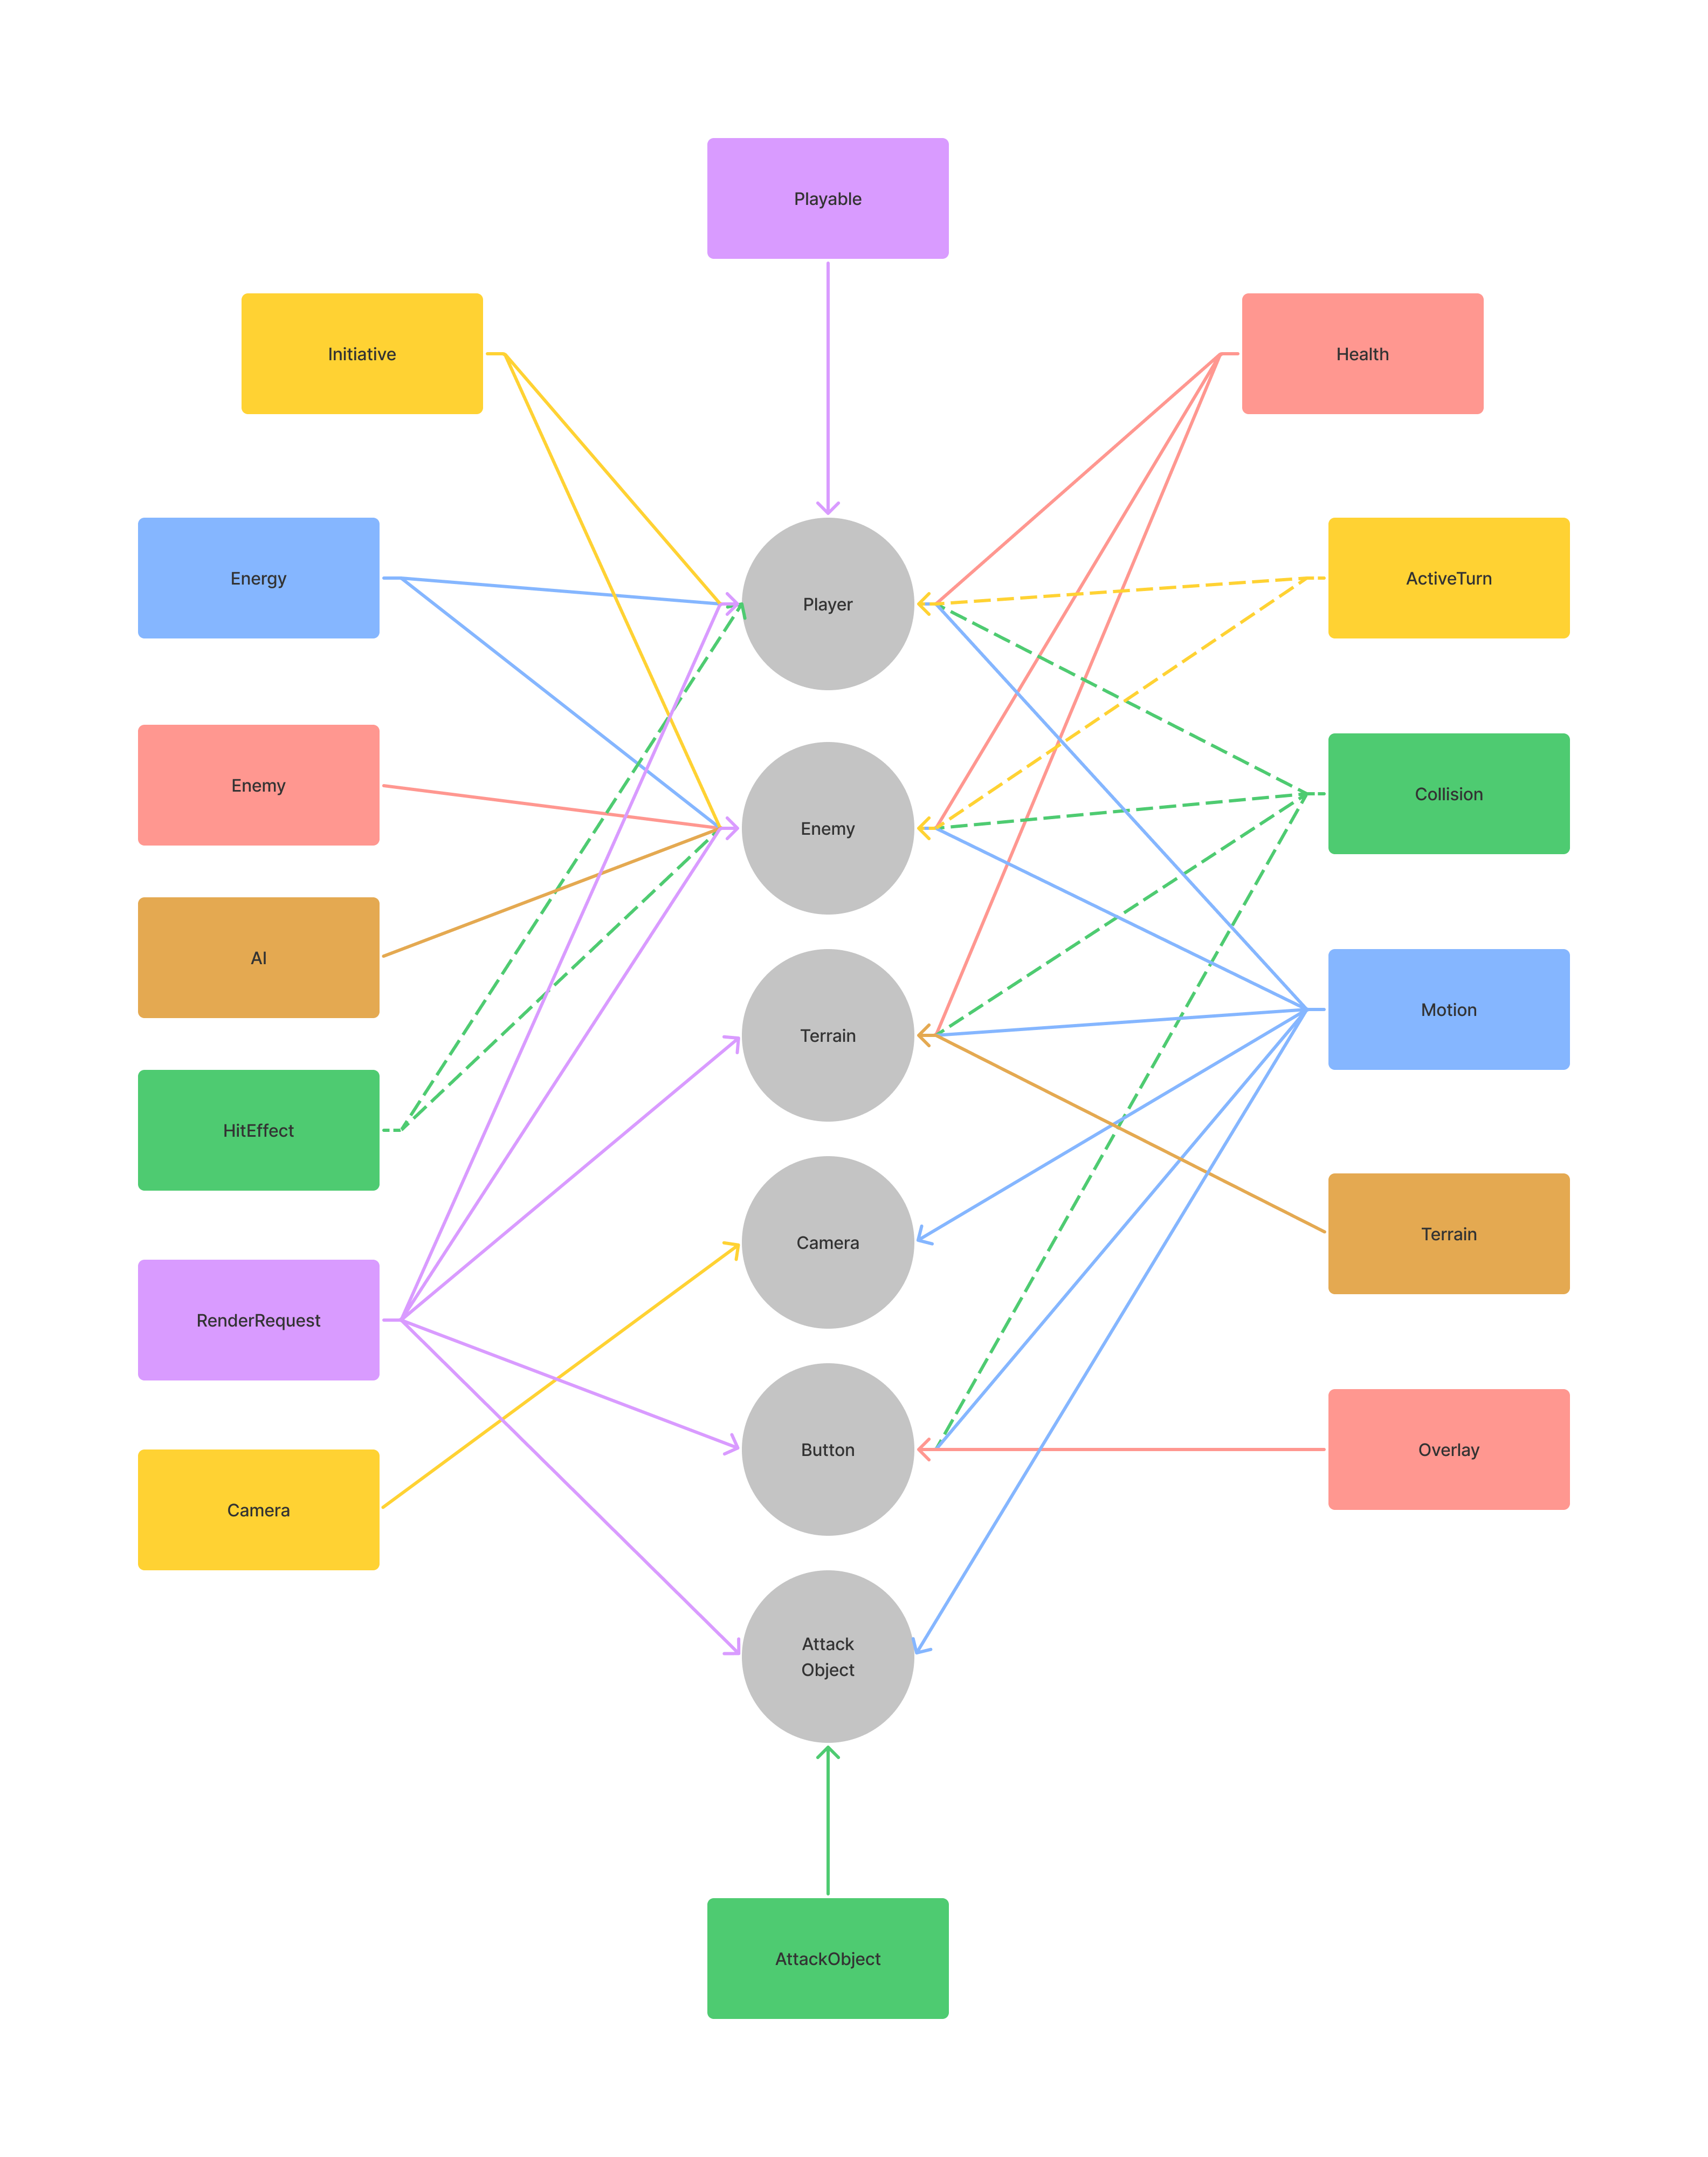 Playable
Initiative
Health
Energy
Player
ActiveTurn
Enemy
Enemy
Collision
AI
Terrain
Motion
HitEffect
Camera
Terrain
RenderRequest
Button
Overlay
Camera
Attack
Object
AttackObject